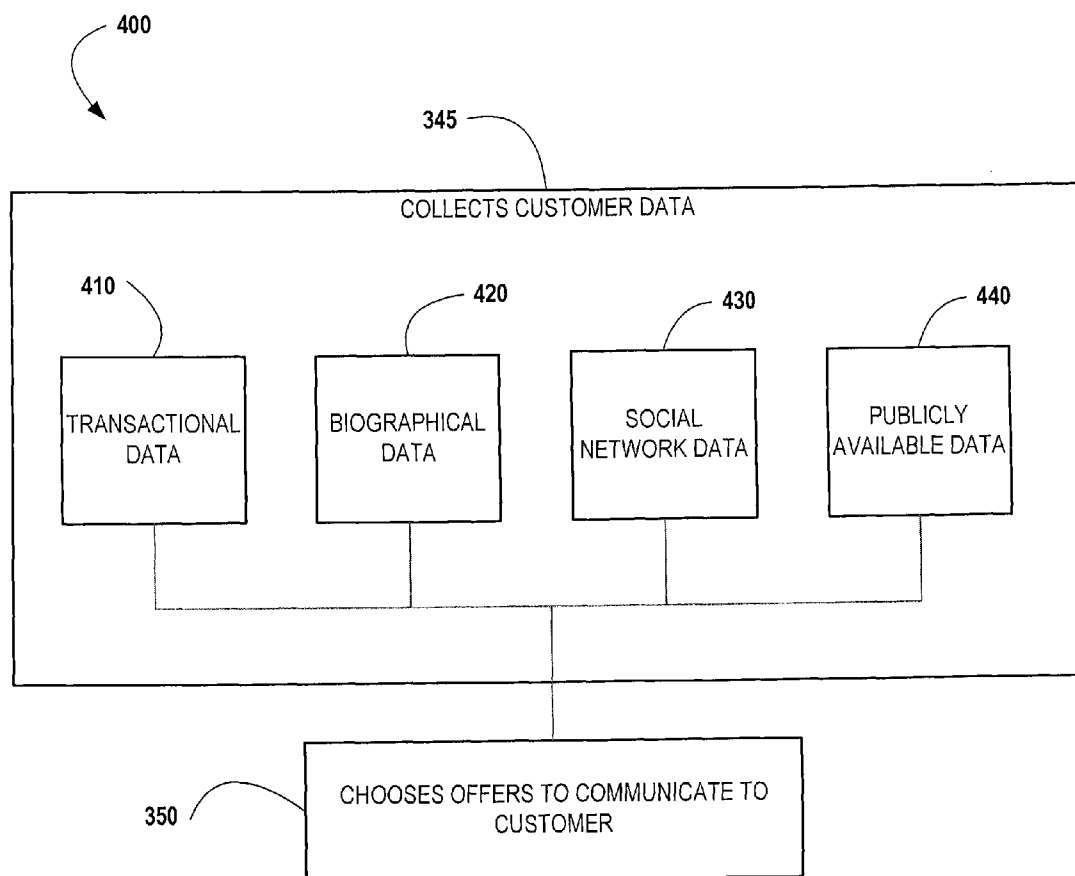 400
345
COLLECTS CUSTOMER DATA
410
420
430
440
TRANSACTIONAL
DATA
BIOGRAPHICAL
DATA
SOCIAL
NETWORK DATA
PUBLICLY
AVAILABLE DATA
350
CHOOSES OFFERS TO COMMUNICATE TO
CUSTOMER